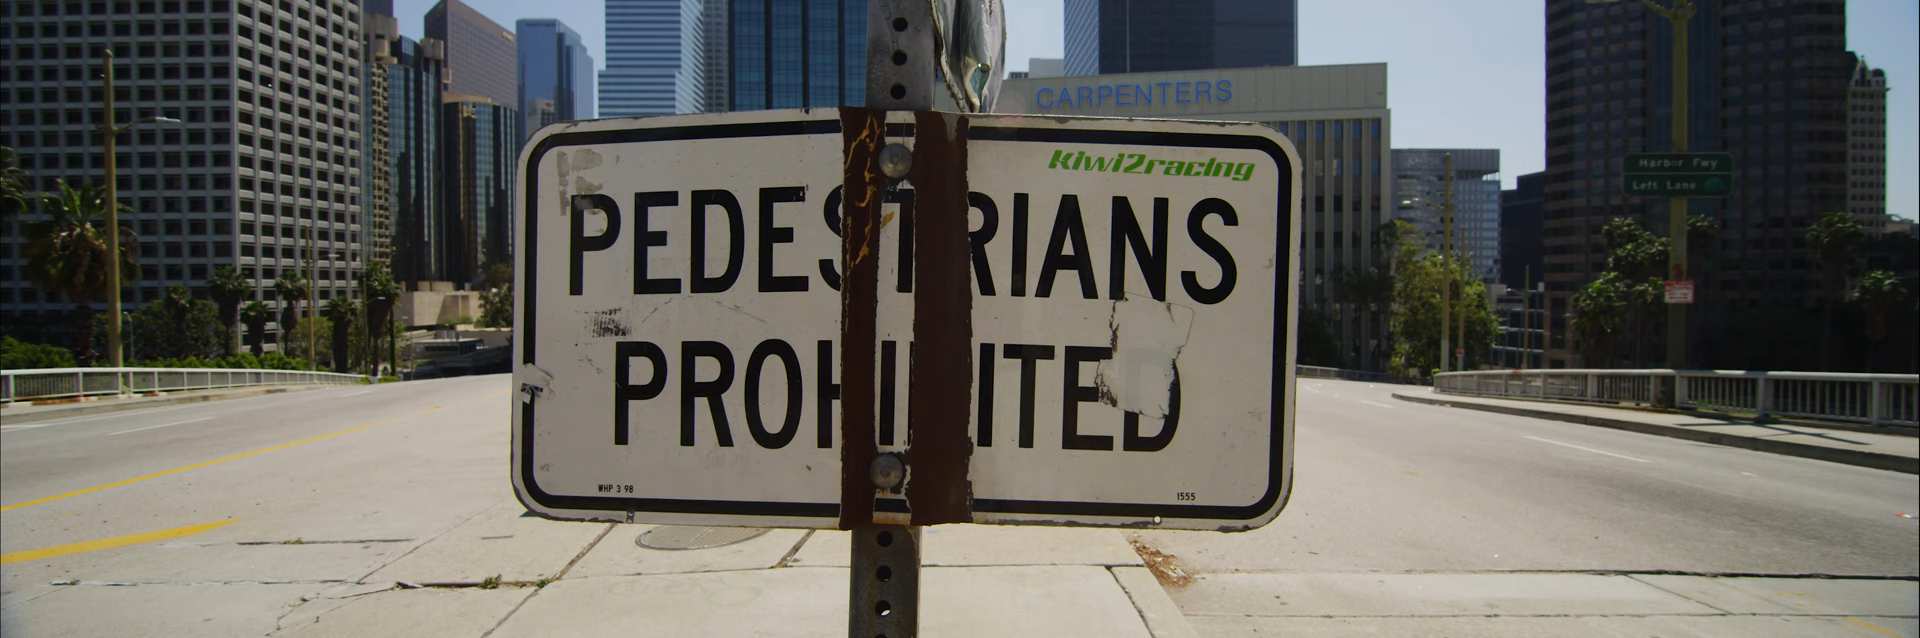 CARPENTERS
kiwi2racing
PEDESTRIANS
PROHIBITED
WHP 3 98
1555
Harbor Fwy
Left Lane